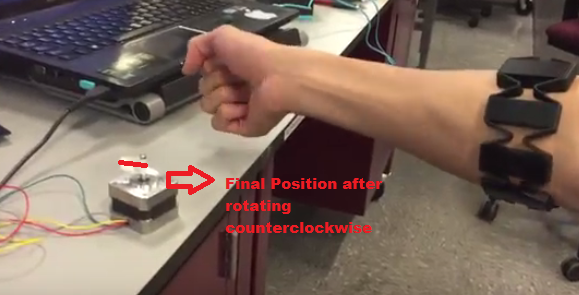 Final Position after
rotating
counterclockwise